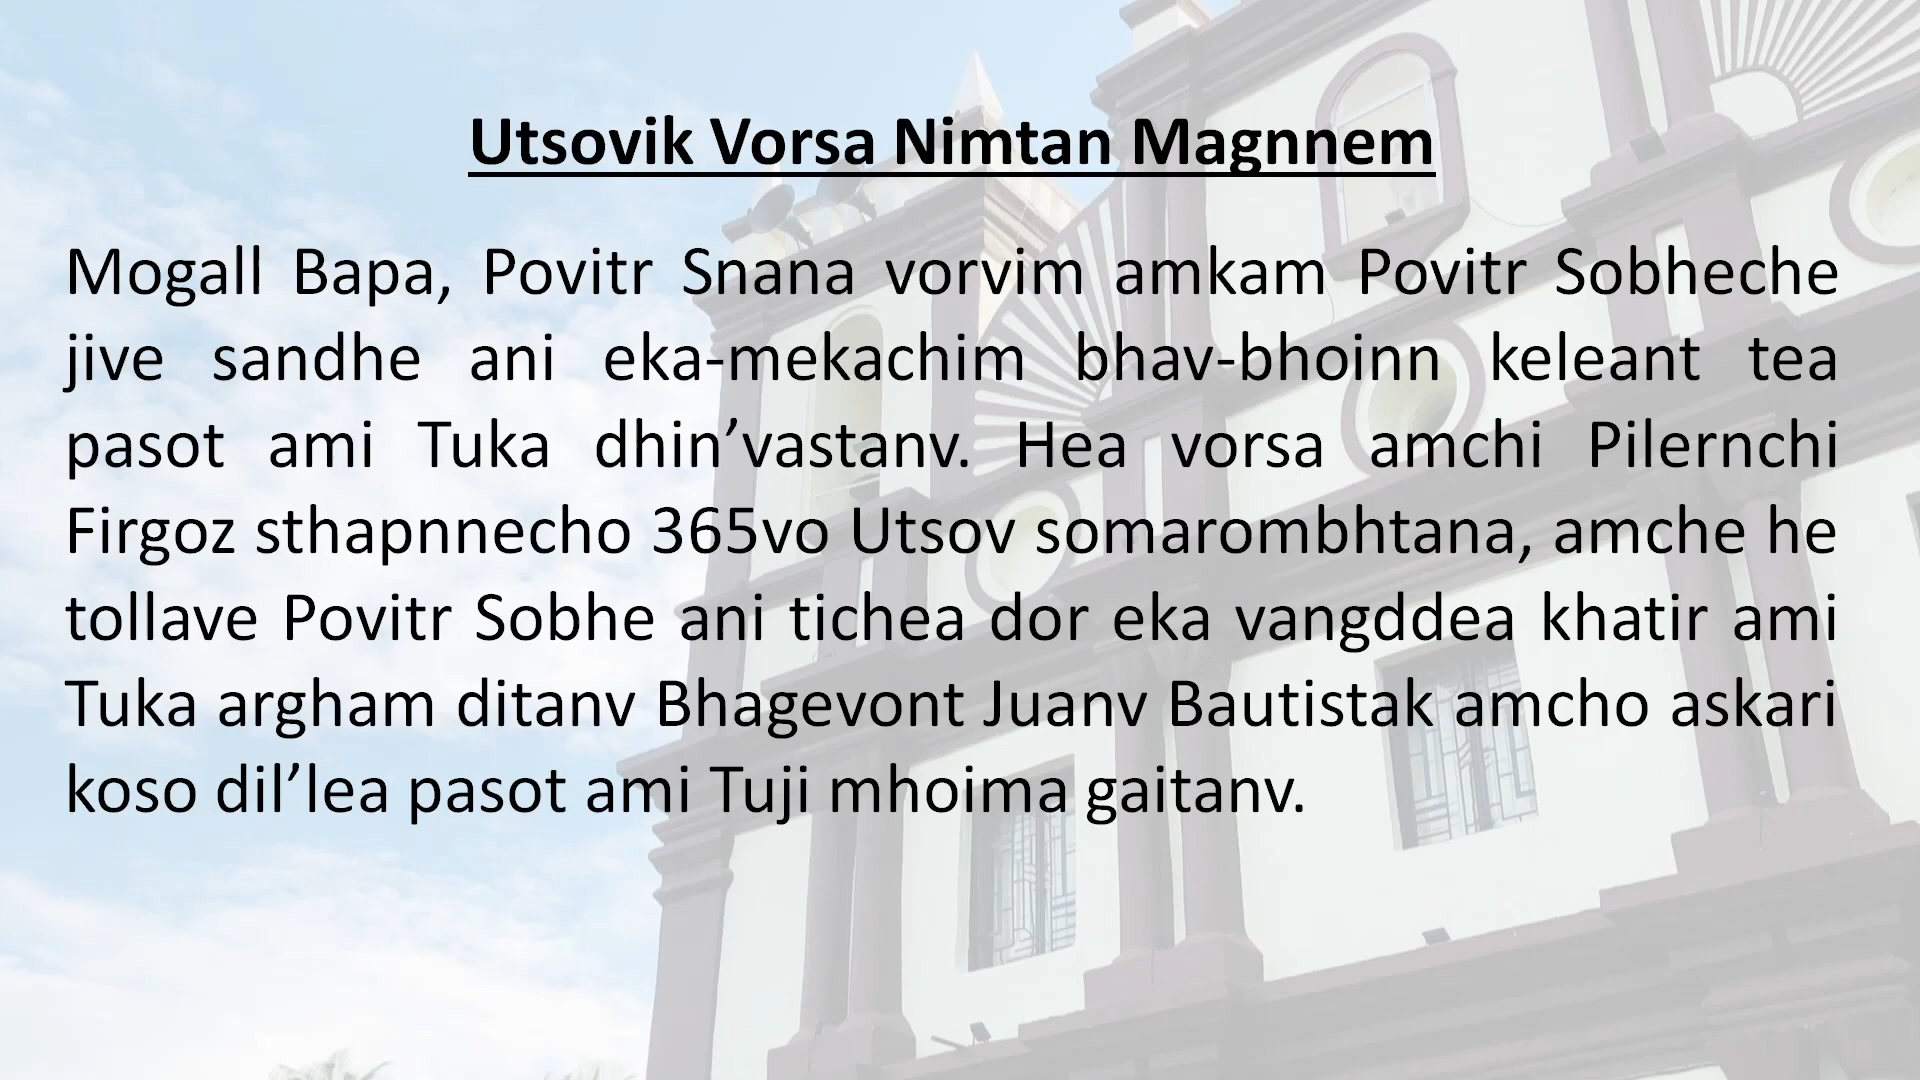 Utsovik Vorsa Nimtan Magnnem
Mogall Bapa, Povitr Snana vorvim amkam Povitr Sobheche
jive sandhe ani eka-mekachim bhav-bhoinn keleant tea
pasot ami Tuka dhin’vastanv. Hea vorsa amchi Pilernchi
Firgoz sthapnnecho 365vo Utsov somarombhtana, amche he
tollave Povitr Sobhe ani tichea dor eka vangddea khatir ami
Tuka argham ditanv Bhagevont Juanv Bautistak amcho askari
koso dil’lea pasot ami Tuji mhoima gaitanv.